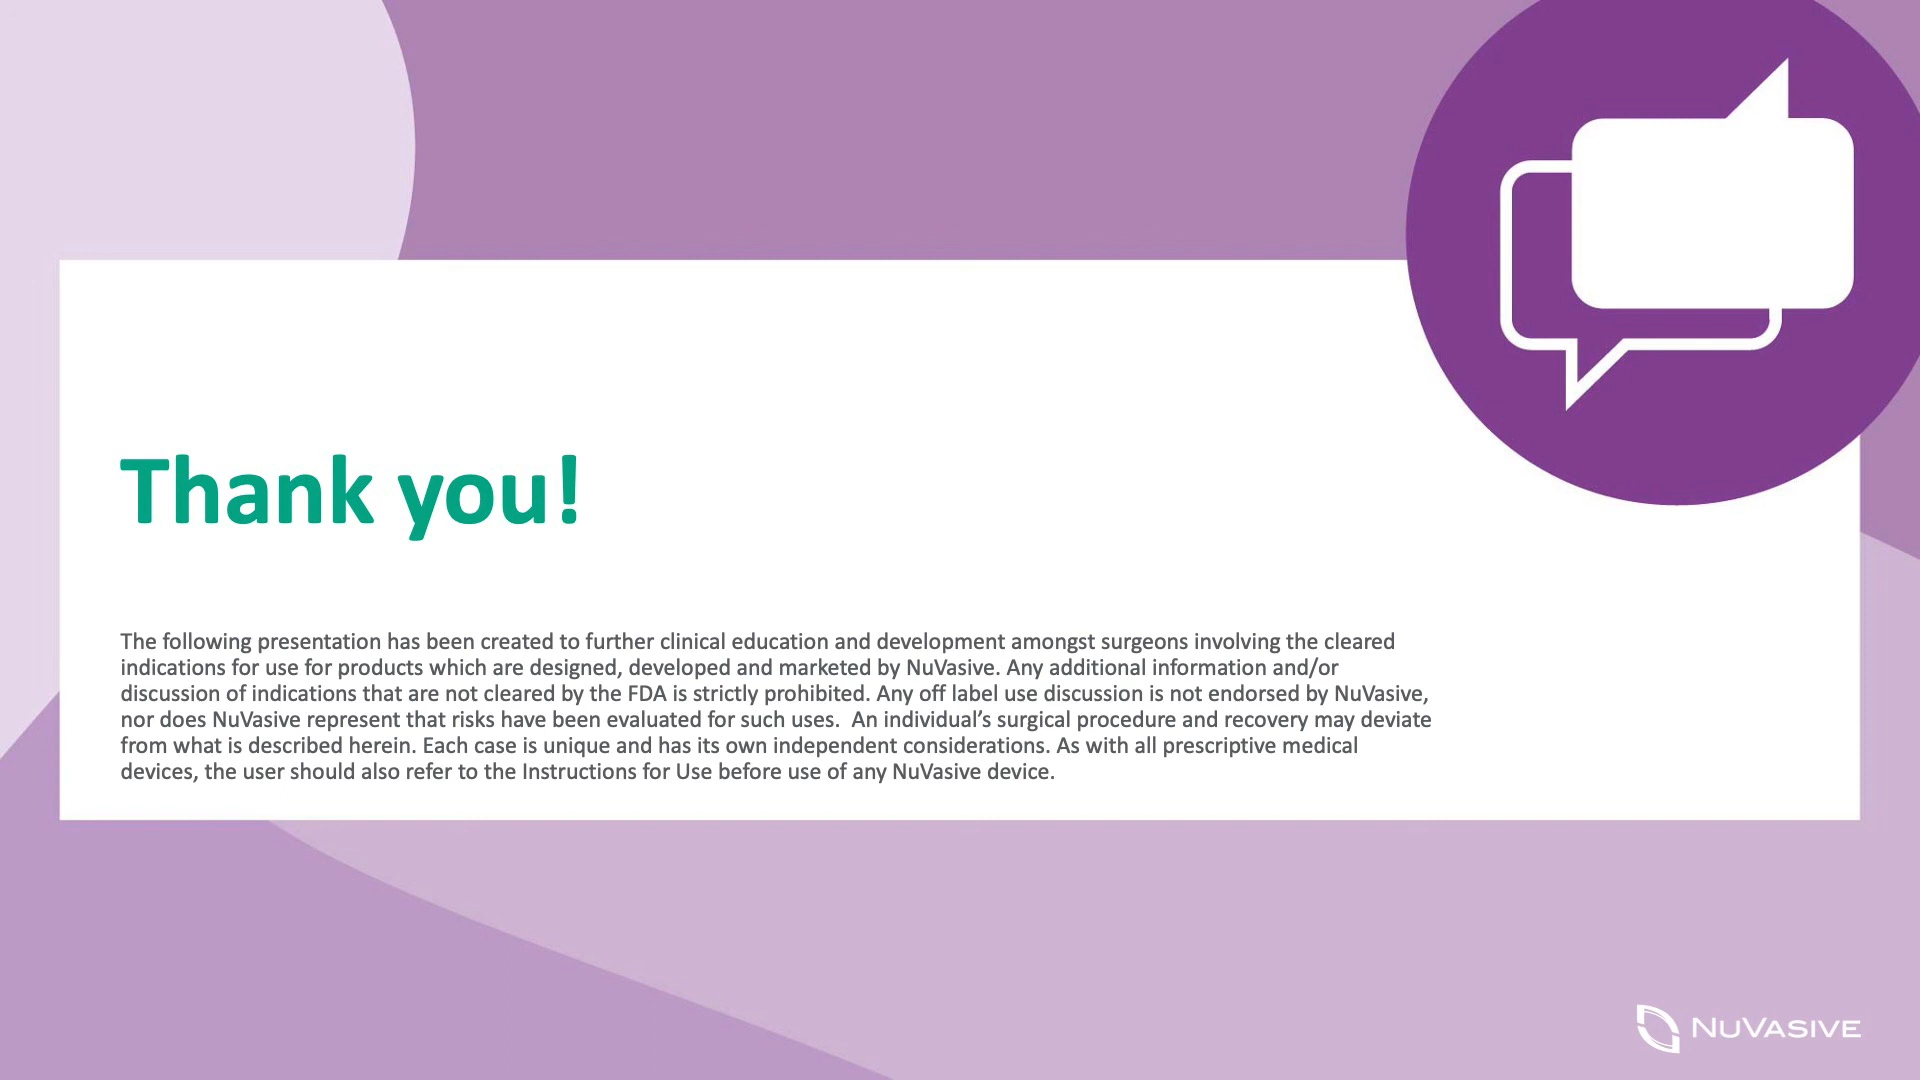 Thank you!
The following presentation has been created to further clinical education and development amongst surgeons involving the cleared
indications for use for products which are designed, developed and marketed by NuVasive. Any additional information and/or
discussion of indications that are not cleared by the FDA is strictly prohibited. Any off label use discussion is not endorsed by NuVasive,
nor does NuVasive represent that risks have been evaluated for such uses.  An individual’s surgical procedure and recovery may deviate
from what is described herein. Each case is unique and has its own independent considerations. As with all prescriptive medical
devices, the user should also refer to the Instructions for Use before use of any NuVasive device.
NUVASIVE